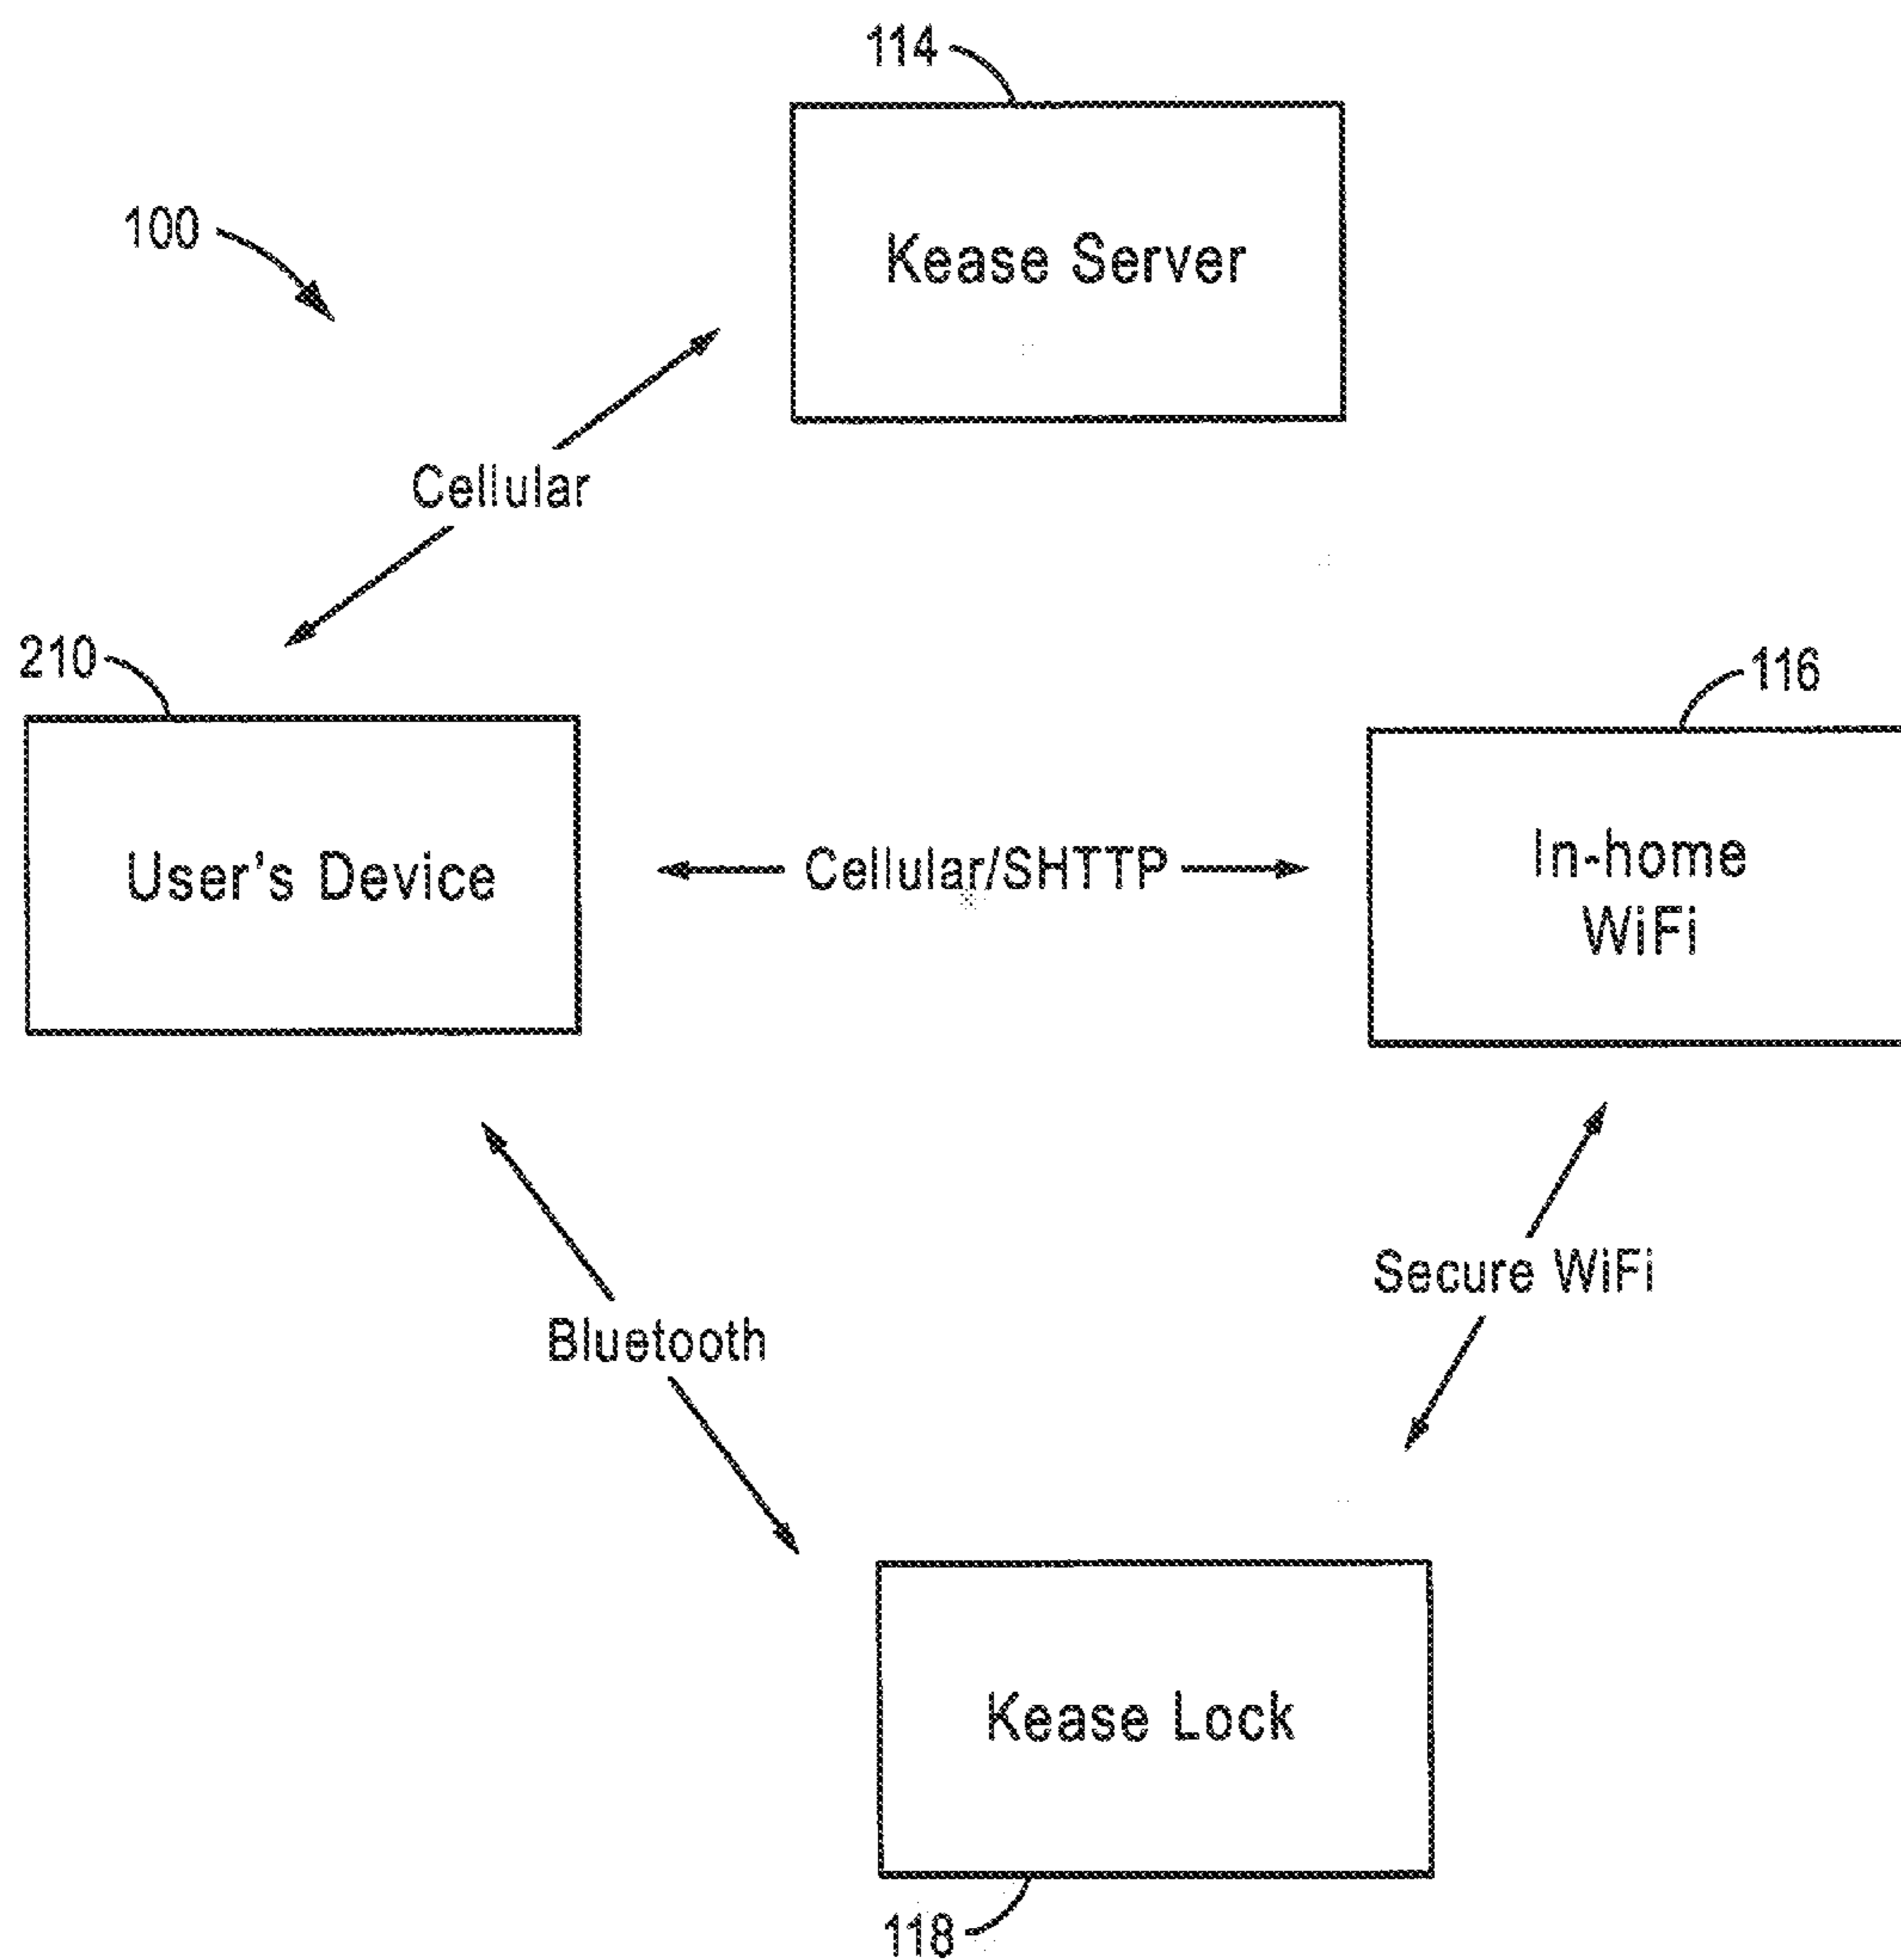 114
100
Kease Server
Cellular
210
116
User's Device
Cellular/SHTTP
In-home
WiFi
Secure WiFi
Bluetooth
Kease Lock
118